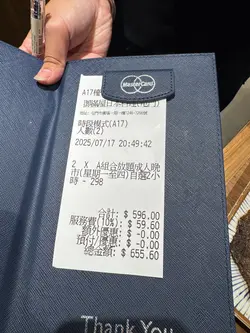 MasterCard
A17樓
時段模式(A17)
人數(2)
2025/07/17 20:49:42
2 X A組合放題成人晚
市(星期一至四)自選2小
時 - 298
合計: $ 596.00
服務費(10%): $ 59.60
額外優惠: $ -0.00
預付/優惠: $ -0.00
總金額: $ 655.60
Thank You